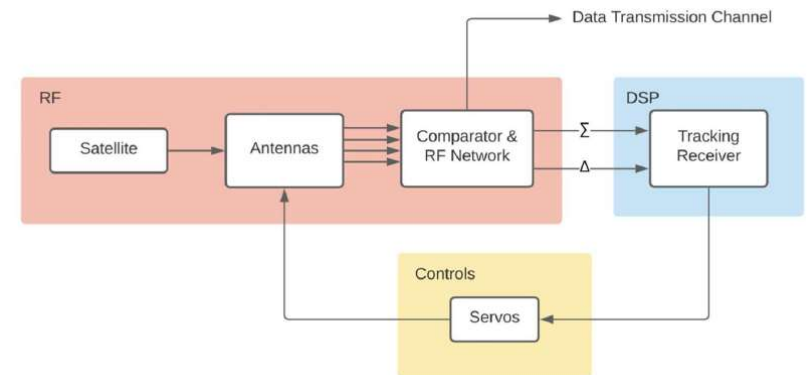 Data Transmission Channel
RF
DSP
Satellite
Antennas
Comparator &
RF Network
Σ
Δ
Tracking
Receiver
Controls
Servos